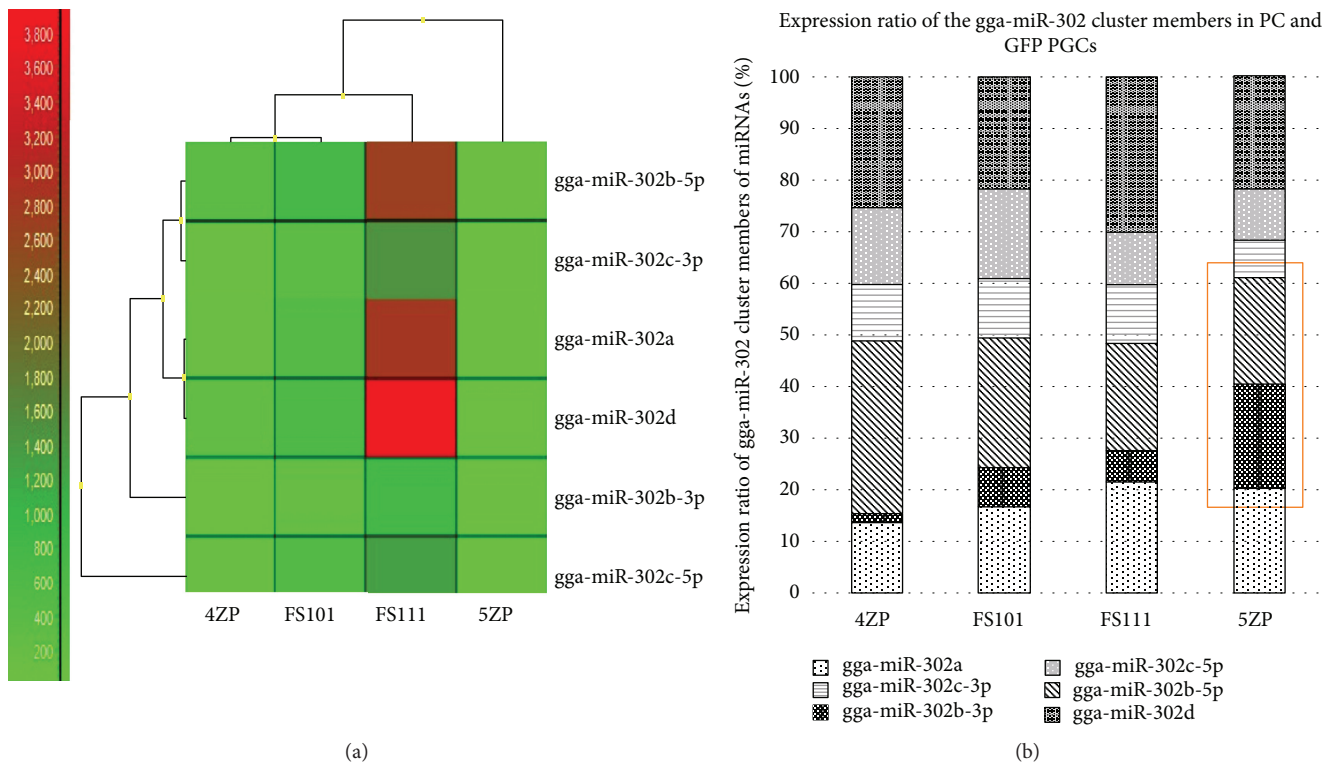 3,800
3,600
3,400
3,200
3,000
2,800
2,600
2,400
2,200
2,000
1,800
1,600
1,400
1,200
1,000
800
600
400
200
gga-miR-302b-5p
gga-miR-302c-3p
gga-miR-302a
gga-miR-302d
gga-miR-302b-3p
gga-miR-302c-5p
4ZP FS101 FS111 5ZP
(a)
Expression ratio of the gga-miR-302 cluster members in PC and
GFP PGCs
Expression ratio of gga-miR-302 cluster members of miRNAs (%)
100
90
80
70
60
50
40
30
20
10
0
4ZP FS101 FS111 5ZP
gga-miR-302a gga-miR-302c-5p
gga-miR-302c-3p gga-miR-302b-5p
gga-miR-302b-3p gga-miR-302d
(b)